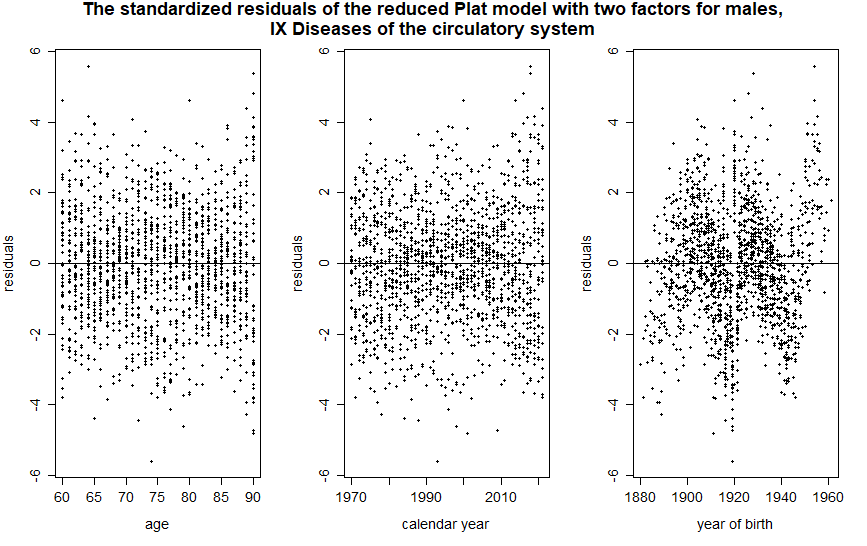 The standardized residuals of the reduced Plat model with two factors for males,
IX Diseases of the circulatory system
residuals
6
4
2
0
-2
-4
-6
60 65 70 75 80 85 90
age
residuals
6
4
2
0
-2
-4
-6
1970 1990 2010
calendar year
residuals
6
4
2
0
-2
-4
-6
1880 1900 1920 1940 1960
year of birth